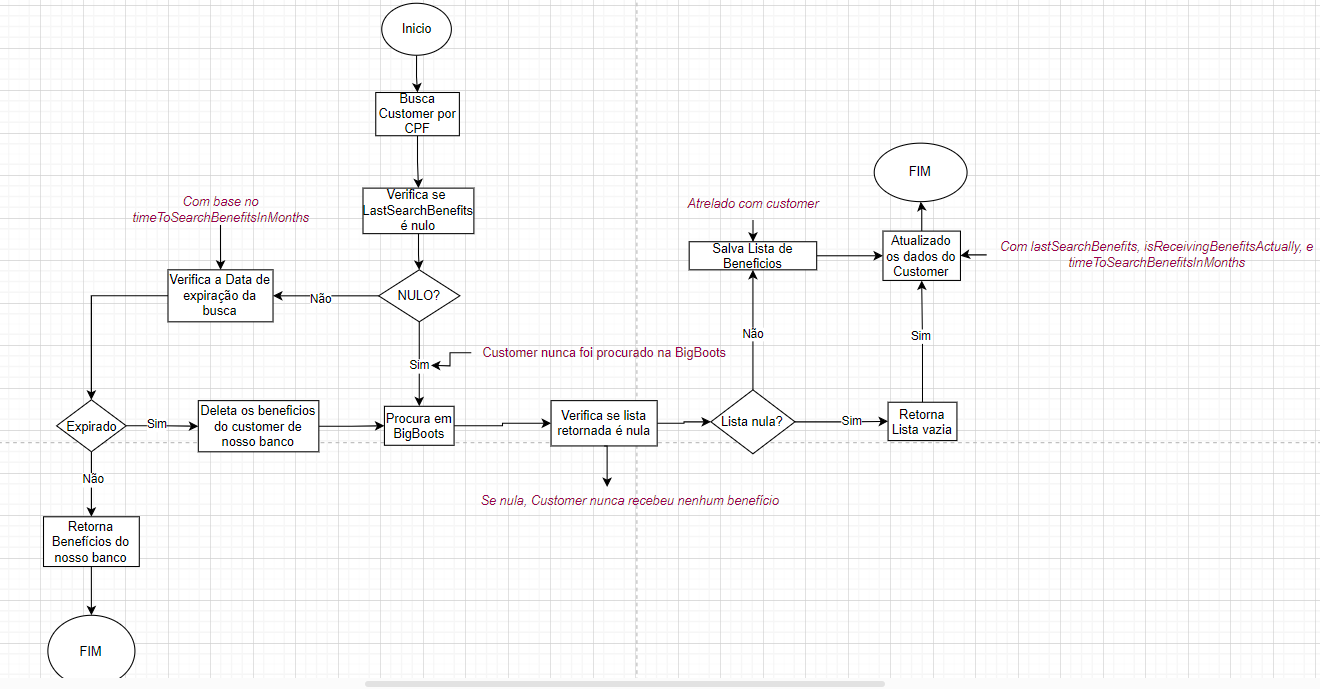 Inicio
Busca
Customer por
CPF
Verifica se
LastSearchBenefits
é nulo
NULO?
Não
Com base no
timeToSearchBenefitsInMonths
Verifica a Data de
expiração da
busca
Sim
Customer nunca foi procurado na BigBoots
Expirado
Sim
Deleta os beneficios
do customer de
nosso banco
Procura em
BigBoots
Verifica se lista
retornada é nula
Se nula, Customer nunca recebeu nenhum benefício
Lista nula?
Não
Sim
Atrelado com customer
Salva Lista de
Beneficios
Retorna
Lista vazia
Sim
Atualizado
os dados do
Customer
Com lastSearchBenefits, isReceivingBenefitsActually, e
timeToSearchBenefitsInMonths
FIM
Não
Retorna
Benefícios do
nosso banco
FIM